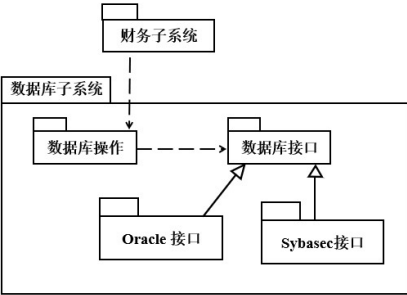 财务子系统
数据库子系统
数据库操作
数据库接口
Oracle 接口
Sybasec接口